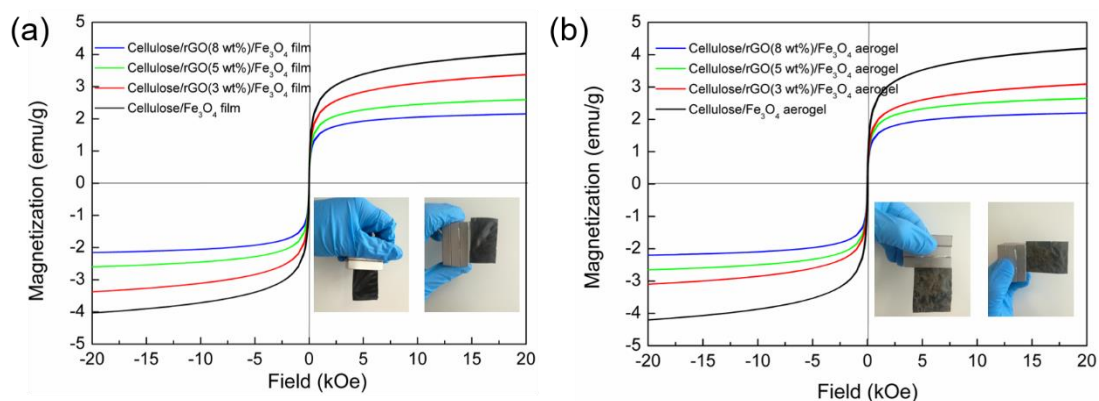 (a)
5
4
3
2
1
0
-1
-2
-3
-4
-5
Magnetization (emu/g)
Cellulose/rGO(8 wt%)/Fe₃O₄ film
Cellulose/rGO(5 wt%)/Fe₃O₄ film
Cellulose/rGO(3 wt%)/Fe₃O₄ film
Cellulose/Fe₃O₄ film
-20 -15 -10 -5 0 5 10 15 20
Field (kOe)
(b)
5
4
3
2
1
0
-1
-2
-3
-4
-5
Magnetization (emu/g)
Cellulose/rGO(8 wt%)/Fe₃O₄ aerogel
Cellulose/rGO(5 wt%)/Fe₃O₄ aerogel
Cellulose/rGO(3 wt%)/Fe₃O₄ aerogel
Cellulose/Fe₃O₄ aerogel
-20 -15 -10 -5 0 5 10 15 20
Field (kOe)